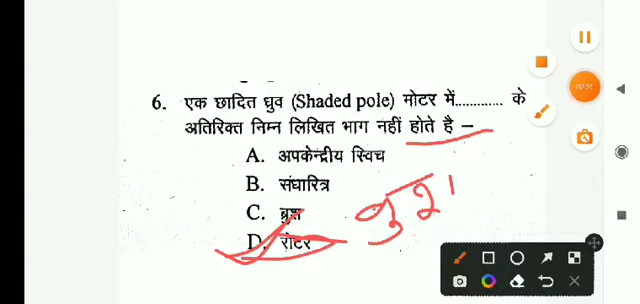 6. एक छादित ध्रुव (Shaded pole) मोटर में............ के
अतिरिक्त निम्न लिखित भाग नहीं होते है –
A. अपकेन्द्रीय स्विच
B. संधारित्र
C. ब्रुश
D. रोटर